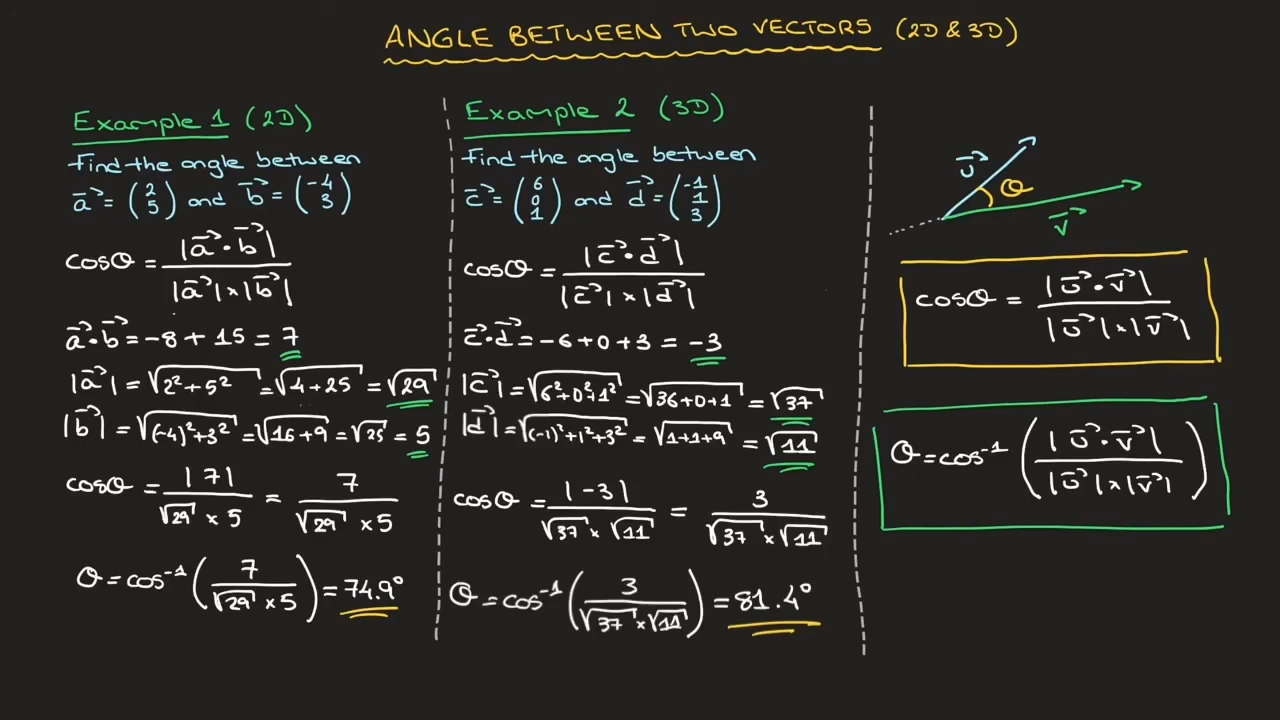 ANGLE BETWEEN TWO VECTORS (2D & 3D)
Example 1 (2D)
Find the angle between
a⃗ = (2 5) and b⃗ = (-4 3)
cosθ = |a⃗·b⃗| / |a⃗|×|b⃗|
a⃗·b⃗ = -8 + 15 = 7
|a⃗| = √(2²+5²) = √(4+25) = √29
|b⃗| = √((-4)²+3²) = √(16+9) = √25 = 5
cosθ = |7| / √29 × 5 = 7 / √29 × 5
θ = cos⁻¹(7 / √29 × 5) = 74.9°
Example 2 (3D)
Find the angle between
c⃗ = (6 0 1) and d⃗ = (-1 1 3)
cosθ = |c⃗·d⃗| / |c⃗|×|d⃗|
c⃗·d⃗ = -6+0+3 = -3
|c⃗| = √(6²+0²+1²) = √(36+0+1) = √37
|d⃗| = √((-1)²+1²+3²) = √(1+1+9) = √11
cosθ = |-3| / √37 × √11 = 3 / √37 × √11
θ = cos⁻¹(3 / √37 × √11) = 81.4°
u⃗
θ
v⃗
cosθ = |u⃗·v⃗| / |u⃗|×|v⃗|
θ = cos⁻¹(|u⃗·v⃗| / |u⃗|×|v⃗|)